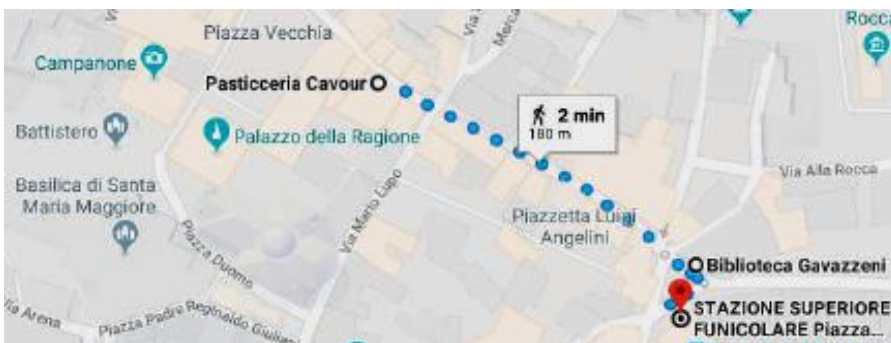 Piazza Vecchia
Campanone
Pasticceria Cavour
2 min
180 m
Rocca
Battistero
Palazzo della Ragione
Via Alla Rocca
Basilica di Santa
Maria Maggiore
Via Mario Lupo
Piazzetta Luigi
Angelini
Piazza Duomo
Biblioteca Gavazzeni
STAZIONE SUPERIORE
FUNICOLARE Piazza...
Arena
Piazza Padre Reginaldo Giuliani